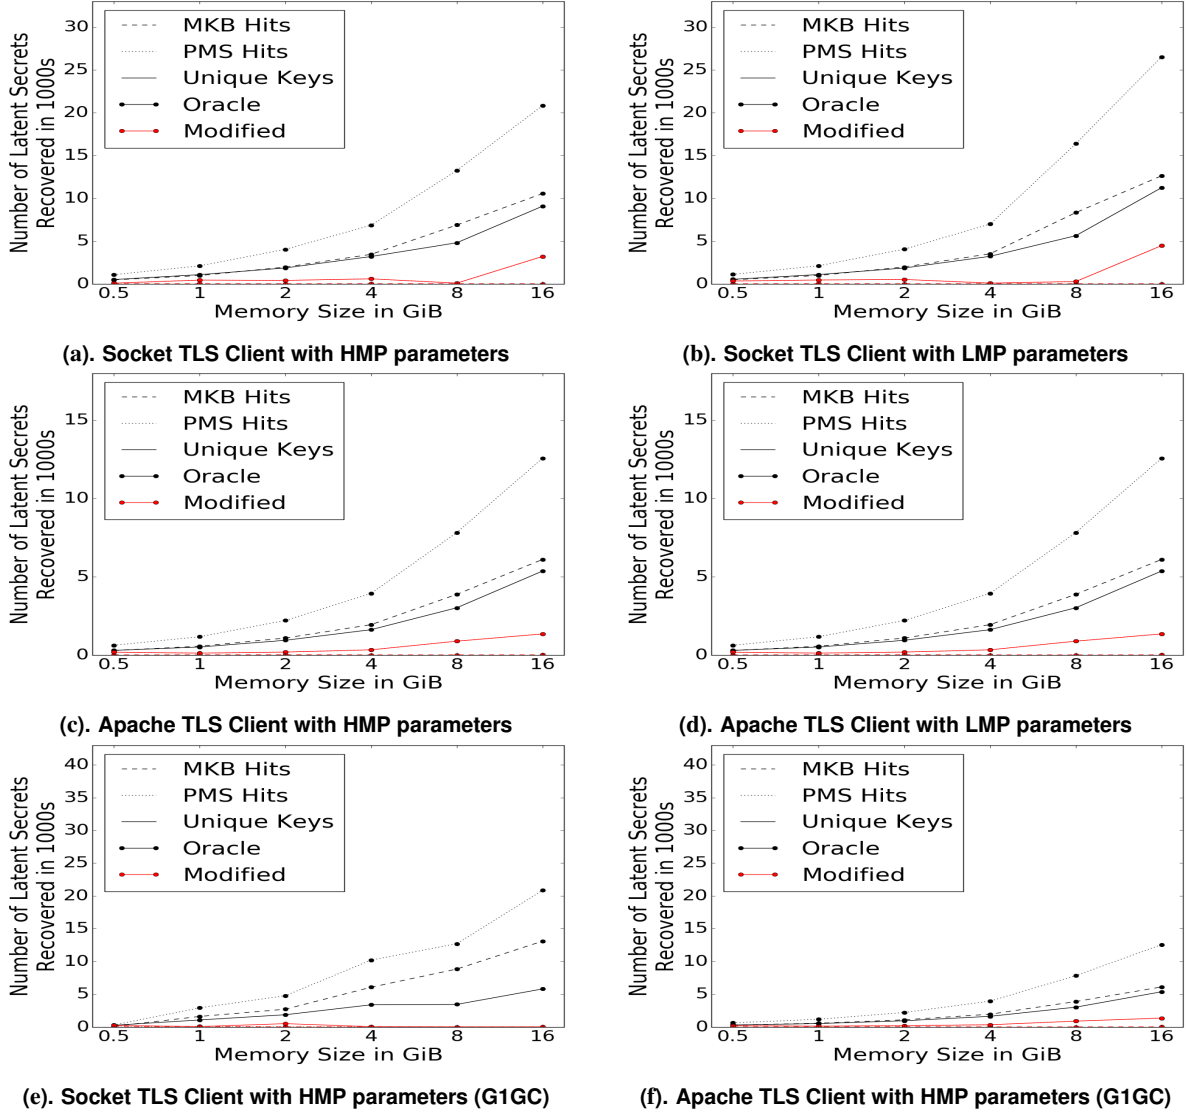 Number of Latent Secrets
Recovered in 1000s
30
25
20
15
10
5
0
MKB Hits
PMS Hits
Unique Keys
Oracle
Modified
0.5 1 2 4 8 16
Memory Size in GiB
(a). Socket TLS Client with HMP parameters
Number of Latent Secrets
Recovered in 1000s
30
25
20
15
10
5
0
MKB Hits
PMS Hits
Unique Keys
Oracle
Modified
0.5 1 2 4 8 16
Memory Size in GiB
(b). Socket TLS Client with LMP parameters
Number of Latent Secrets
Recovered in 1000s
15
10
5
0
MKB Hits
PMS Hits
Unique Keys
Oracle
Modified
0.5 1 2 4 8 16
Memory Size in GiB
(c). Apache TLS Client with HMP parameters
Number of Latent Secrets
Recovered in 1000s
15
10
5
0
MKB Hits
PMS Hits
Unique Keys
Oracle
Modified
0.5 1 2 4 8 16
Memory Size in GiB
(d). Apache TLS Client with LMP parameters
Number of Latent Secrets
Recovered in 1000s
40
35
30
25
20
15
10
5
0
MKB Hits
PMS Hits
Unique Keys
Oracle
Modified
0.5 1 2 4 8 16
Memory Size in GiB
(e). Socket TLS Client with HMP parameters (G1GC)
Number of Latent Secrets
Recovered in 1000s
40
35
30
25
20
15
10
5
0
MKB Hits
PMS Hits
Unique Keys
Oracle
Modified
0.5 1 2 4 8 16
Memory Size in GiB
(f). Apache TLS Client with HMP parameters (G1GC)